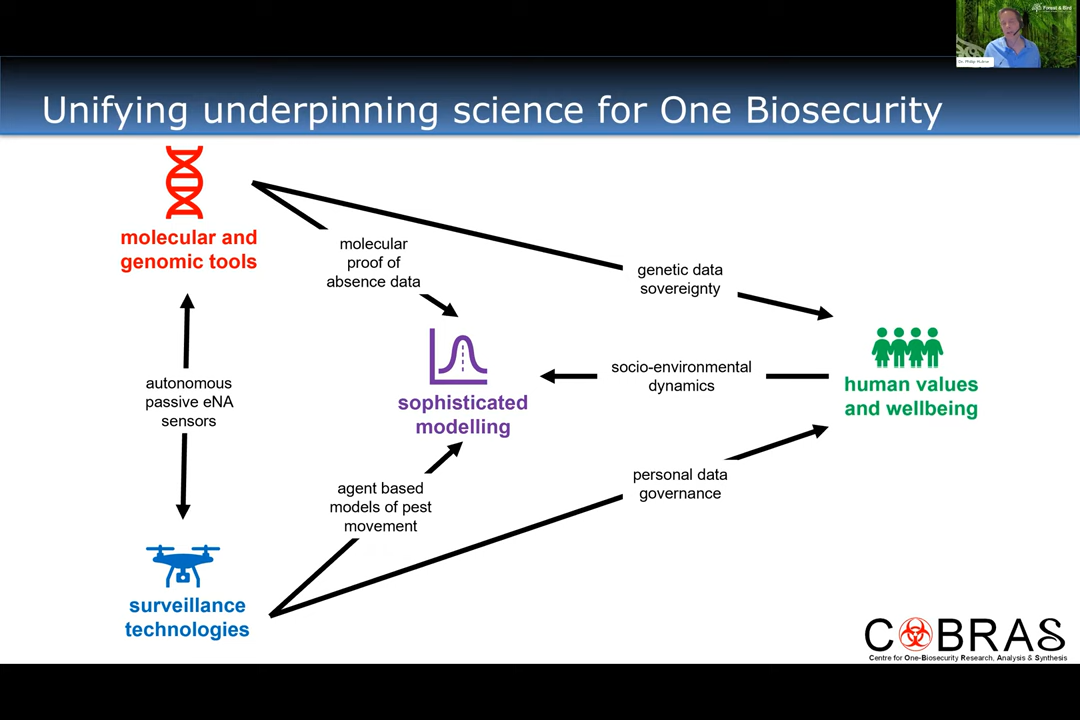 Forest & Bird
Unifying underpinning science for One Biosecurity
molecular and
genomic tools
molecular
proof of
absence data
genetic data
sovereignty
autonomous
passive eNA
sensors
sophisticated
modelling
socio-environmental
dynamics
human values
and wellbeing
agent based
models of pest
movement
personal data
governance
surveillance
technologies
COBRAS
Centre for One-Biosecurity Research, Analysis & Synthesis